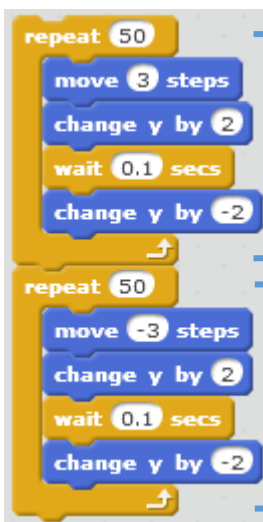 repeat 50
move 3 steps
change y by 2
wait 0.1 secs
change y by -2
repeat 50
move -3 steps
change y by 2
wait 0.1 secs
change y by -2